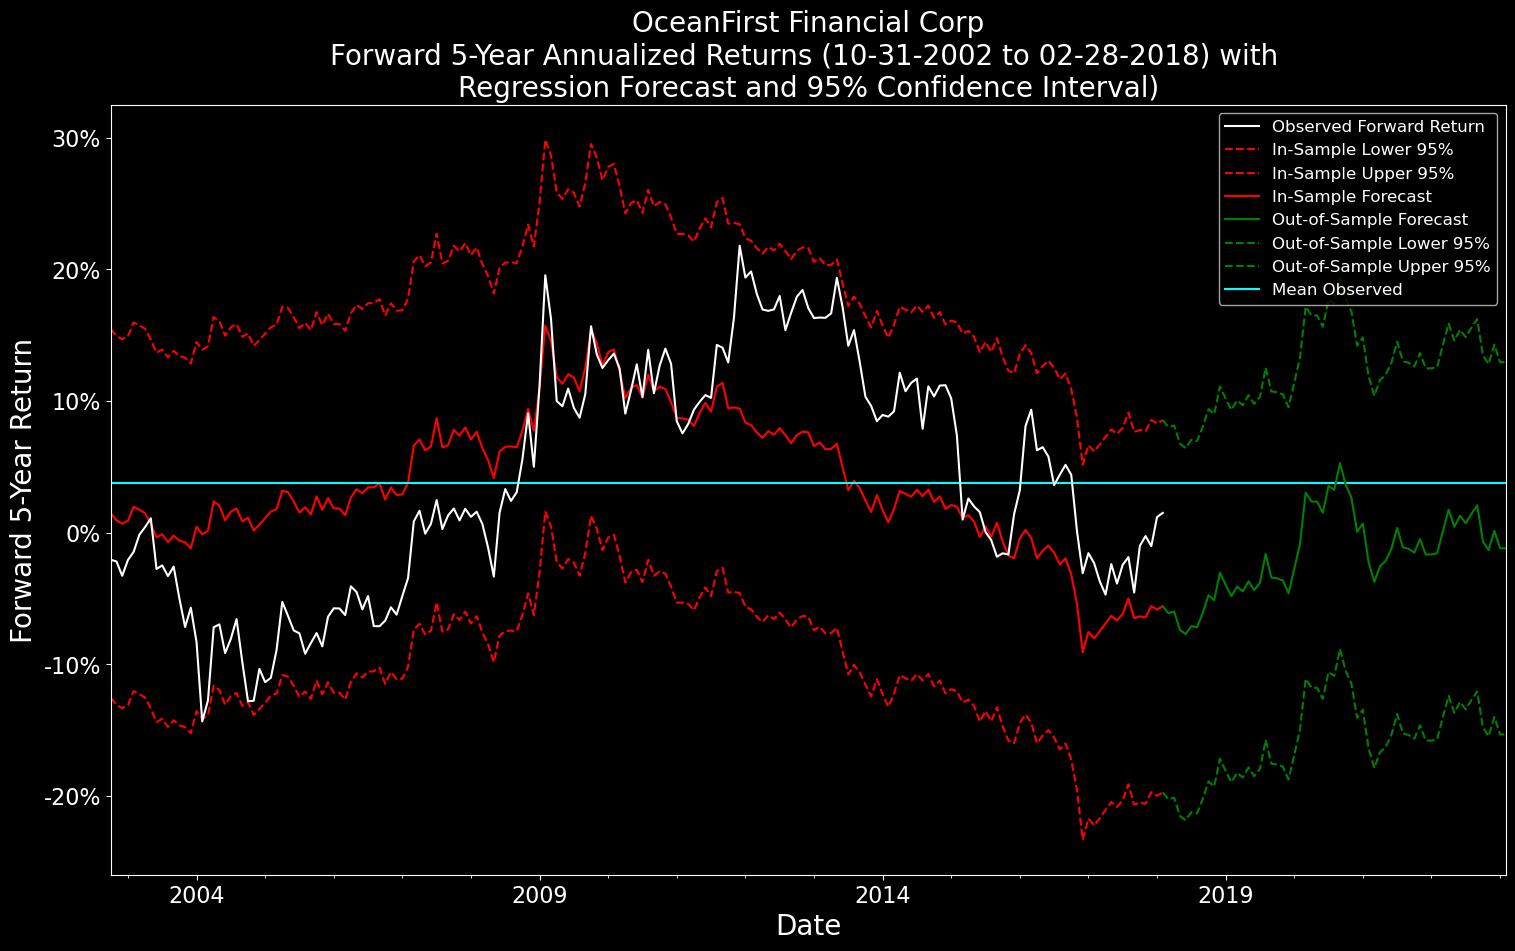 OceanFirst Financial Corp
Forward 5-Year Annualized Returns (10-31-2002 to 02-28-2018) with
Regression Forecast and 95% Confidence Interval)
Observed Forward Return
In-Sample Lower 95%
In-Sample Upper 95%
In-Sample Forecast
Out-of-Sample Forecast
Out-of-Sample Lower 95%
Out-of-Sample Upper 95%
Mean Observed
Forward 5-Year Return
30%
20%
10%
0%
-10%
-20%
2004
2009
2014
2019
Date